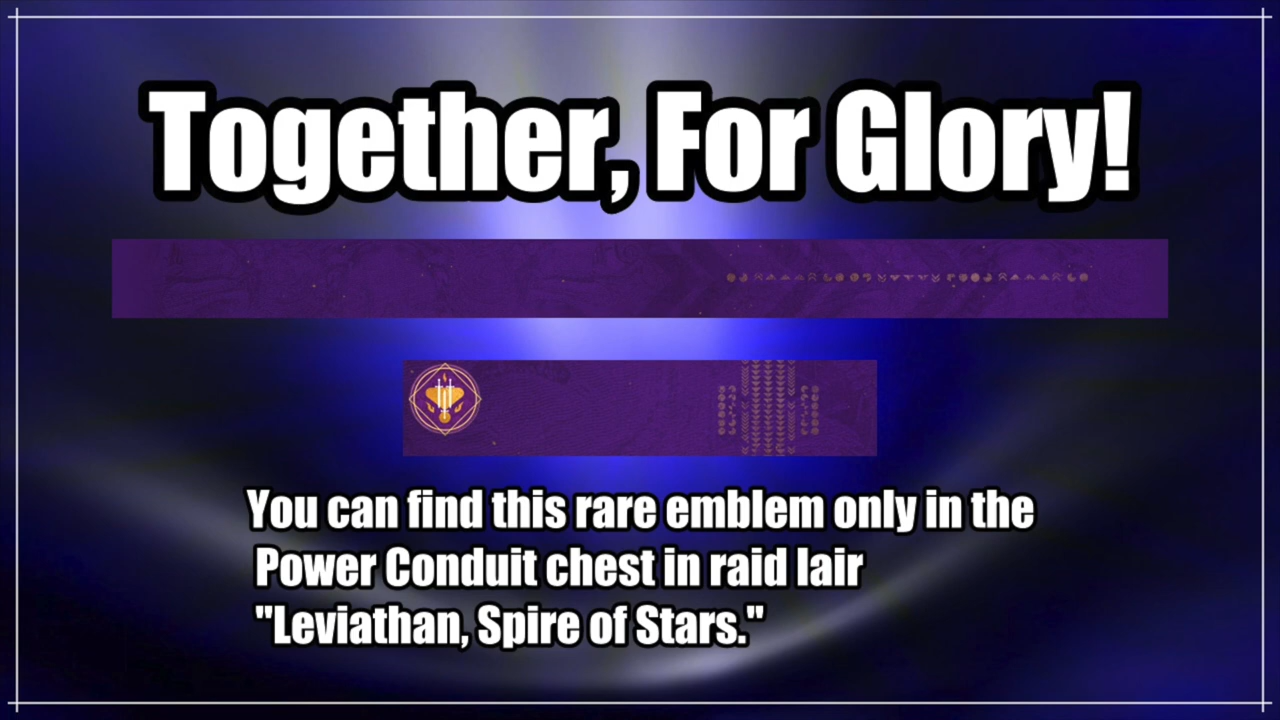 Together, For Glory!
You can find this rare emblem only in the
Power Conduit chest in raid lair
"Leviathan, Spire of Stars."